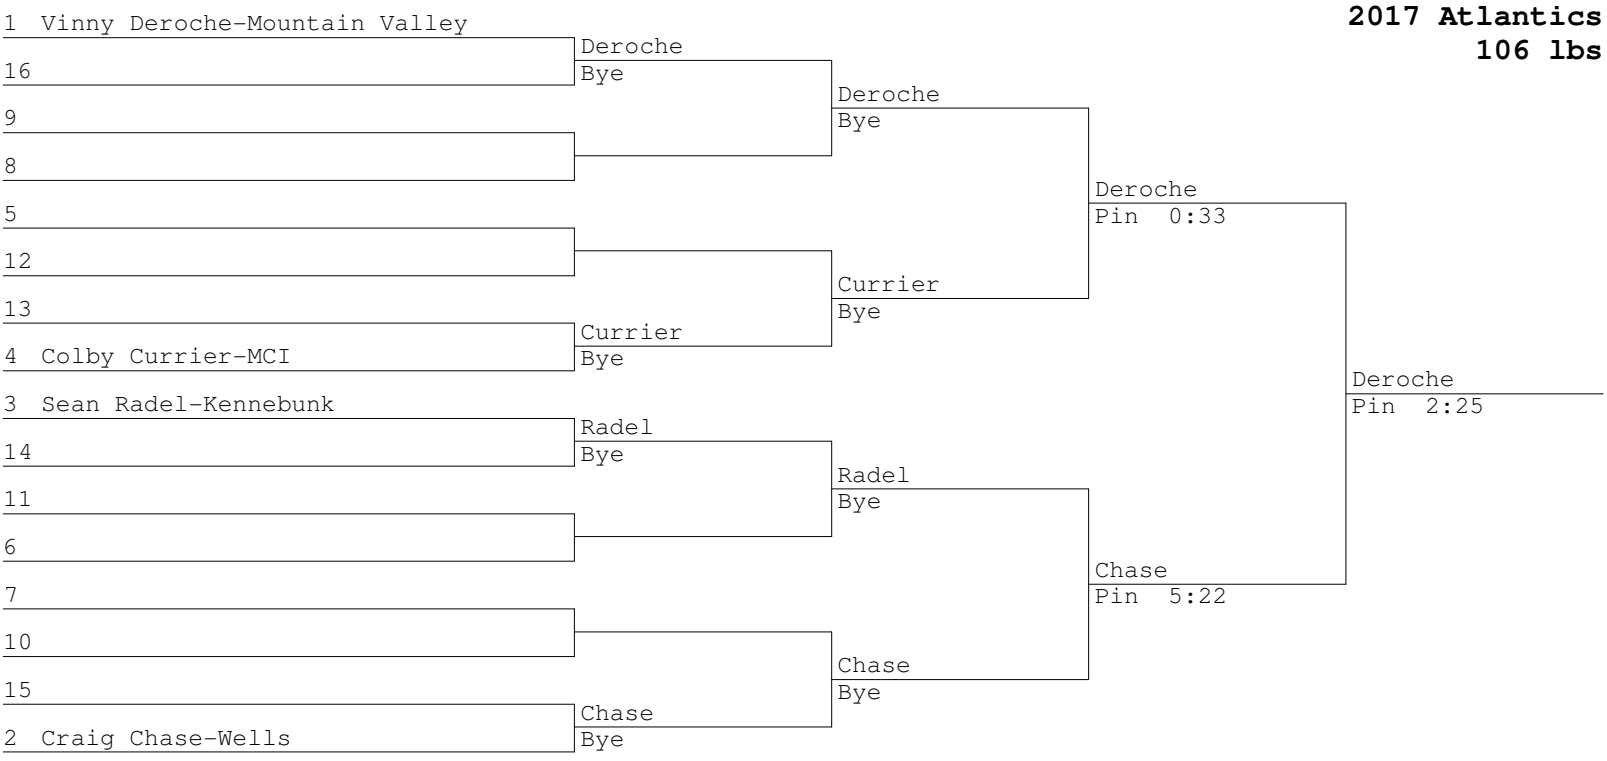 2017 Atlantics
106 lbs
1 Vinny Deroche-Mountain Valley
16
9
8
5
12
13
4 Colby Currier-MCI
3 Sean Radel-Kennebunk
14
11
6
7
10
15
2 Craig Chase-Wells
Deroche
Bye
Currier
Bye
Radel
Bye
Chase
Bye
Deroche
Bye
Currier
Bye
Radel
Bye
Chase
Bye
Deroche
Pin 0:33
Chase
Pin 5:22
Deroche
Pin 2:25